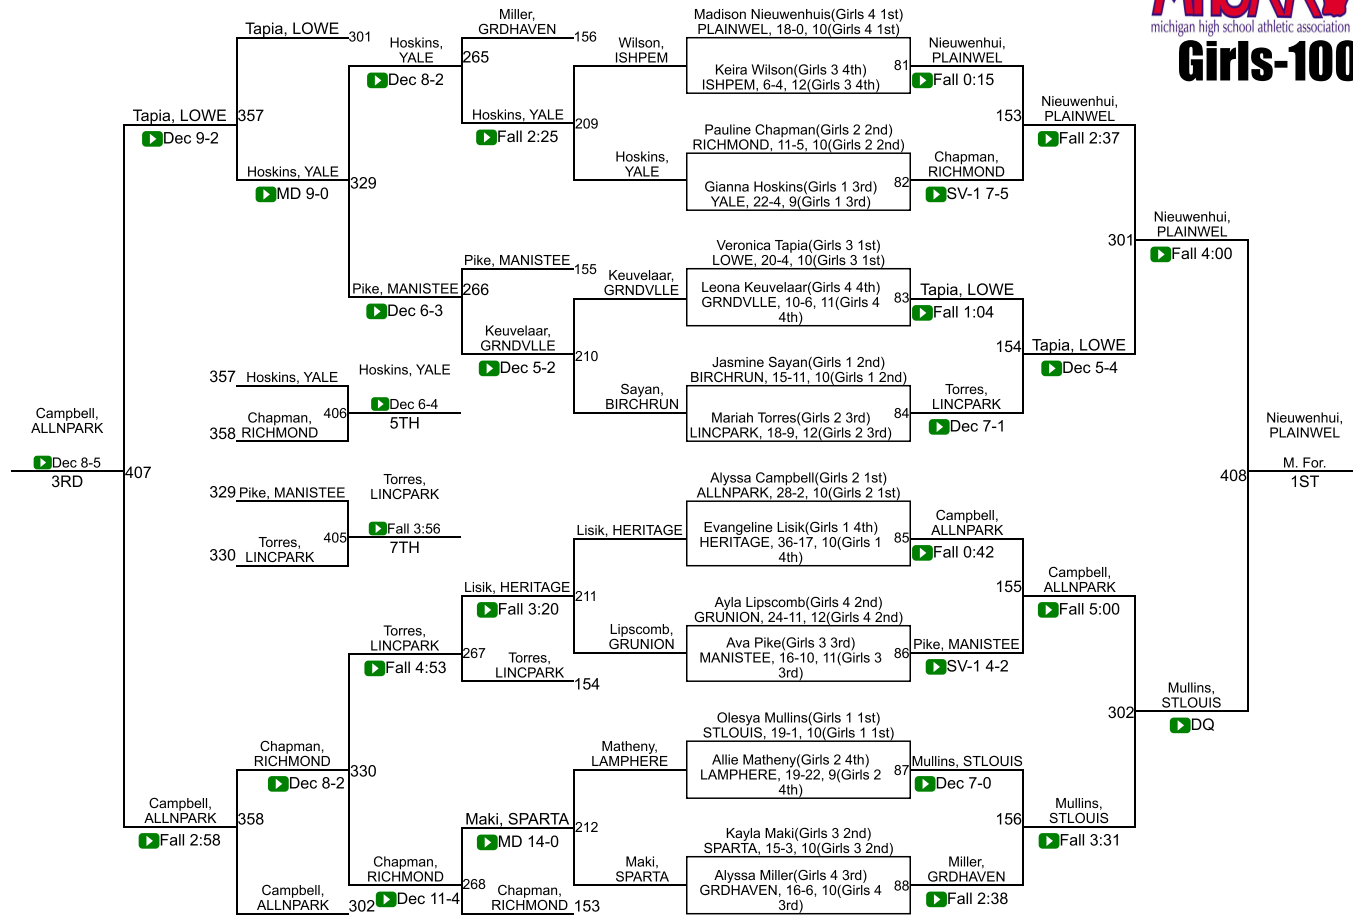 michigan high school athletic association
Girls-100
Tapia, LOWE
301
Hoskins,
YALE
Dec 8-2
Miller,
GRDHAVEN
156
265
Hoskins, YALE
Fall 2:25
209
Wilson,
ISHPEM
Hoskins,
YALE
Tapia, LOWE
Dec 9-2
357
Hoskins, YALE
MD 9-0
329
Pike, MANISTEE
Dec 6-3
Pike, MANISTEE
155
266
Keuvelaar,
GRNDVLLE
Dec 5-2
210
Keuvelaar,
GRNDVLLE
Sayan,
BIRCHRUN
Madison Nieuwenhuis(Girls 4 1st)
PLAINWEL, 18-0, 10(Girls 4 1st)
Keira Wilson(Girls 3 4th)
ISHPEM, 6-4, 12(Girls 3 4th)
81
Nieuwenhui,
PLAINWEL
Fall 0:15
Pauline Chapman(Girls 2 2nd)
RICHMOND, 11-5, 10(Girls 2 2nd)
Gianna Hoskins(Girls 1 3rd)
YALE, 22-4, 9(Girls 1 3rd)
82
Chapman,
RICHMOND
SV-1 7-5
153
Nieuwenhui,
PLAINWEL
Fall 2:37
Veronica Tapia(Girls 3 1st)
LOWE, 20-4, 10(Girls 3 1st)
Leona Keuvelaar(Girls 4 4th)
GRNDVLLE, 10-6, 11(Girls 4
4th)
83
Tapia, LOWE
Fall 1:04
Jasmine Sayan(Girls 1 2nd)
BIRCHRUN, 15-11, 10(Girls 1 2nd)
Mariah Torres(Girls 2 3rd)
LINCPARK, 18-9, 12(Girls 2 3rd)
84
Torres,
LINCPARK
Dec 7-1
154
Tapia, LOWE
Dec 5-4
301
Nieuwenhui,
PLAINWEL
Fall 4:00
357
Hoskins, YALE
Chapman,
358
RICHMOND
406
Hoskins, YALE
Dec 6-4
5TH
Campbell,
ALLNPARK
Dec 8-5
3RD
407
329
Pike, MANISTEE
Torres,
330
LINCPARK
405
Torres,
LINCPARK
Fall 3:56
7TH
Nieuwenhui,
PLAINWEL
M. For.
1ST
408
Lisik, HERITAGE
Lisik, HERITAGE
Fall 3:20
211
Lipscomb,
GRUNION
Torres,
LINCPARK
Fall 4:53
267
Torres,
LINCPARK
154
Alyssa Campbell(Girls 2 1st)
ALLNPARK, 28-2, 10(Girls 2 1st)
Evangeline Lisik(Girls 1 4th)
HERITAGE, 36-17, 10(Girls 1
4th)
85
Campbell,
ALLNPARK
Fall 0:42
Ayla Lipscomb(Girls 4 2nd)
GRUNION, 24-11, 12(Girls 4 2nd)
Ava Pike(Girls 3 3rd)
MANISTEE, 16-10, 11(Girls 3
3rd)
86
Pike, MANISTEE
SV-1 4-2
155
Campbell,
ALLNPARK
Fall 5:00
302
Mullins,
STLOUIS
DQ
Chapman,
RICHMOND
Dec 8-2
330
Campbell,
ALLNPARK
Fall 2:58
358
Campbell,
ALLNPARK
302
Chapman,
RICHMOND
Dec 11-4
Maki, SPARTA
MD 14-0
268
Chapman,
RICHMOND
153
212
Matheny,
LAMPHERE
Maki,
SPARTA
Olesya Mullins(Girls 1 1st)
STLOUIS, 19-1, 10(Girls 1 1st)
Allie Matheny(Girls 2 4th)
LAMPHERE, 19-22, 9(Girls 2
4th)
87
Mullins, STLOUIS
Dec 7-0
Kayla Maki(Girls 3 2nd)
SPARTA, 15-3, 10(Girls 3 2nd)
Alyssa Miller(Girls 4 3rd)
GRDHAVEN, 16-6, 10(Girls 4
3rd)
88
Miller,
GRDHAVEN
Fall 2:38
156
Mullins,
STLOUIS
Fall 3:31